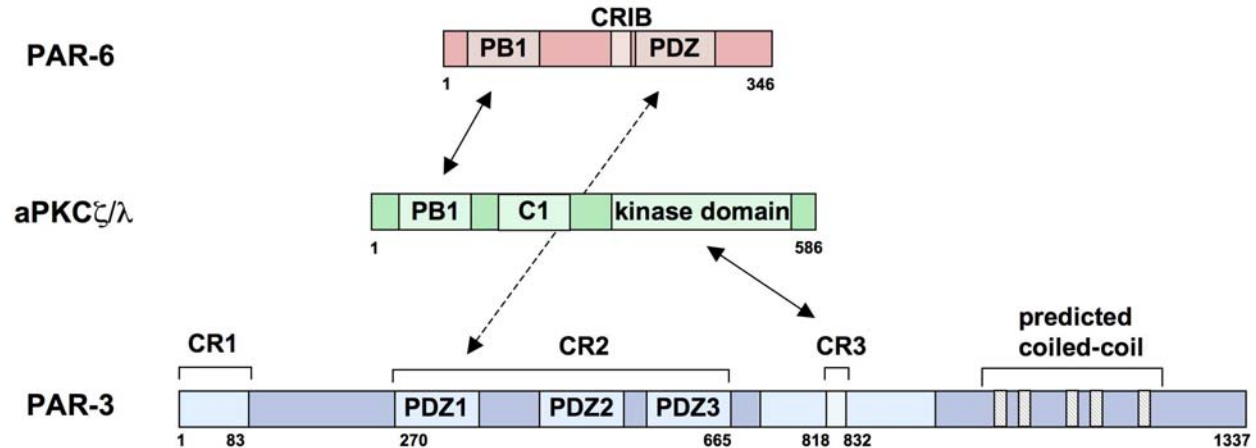 CRIB
PAR-6
PB1
PDZ
1
346
aPKCζ/λ
PB1
C1
kinase domain
1
586
predicted
coiled-coil
CR1
CR2
CR3
PAR-3
PDZ1
PDZ2
PDZ3
1
83
270
665
818
832
1337